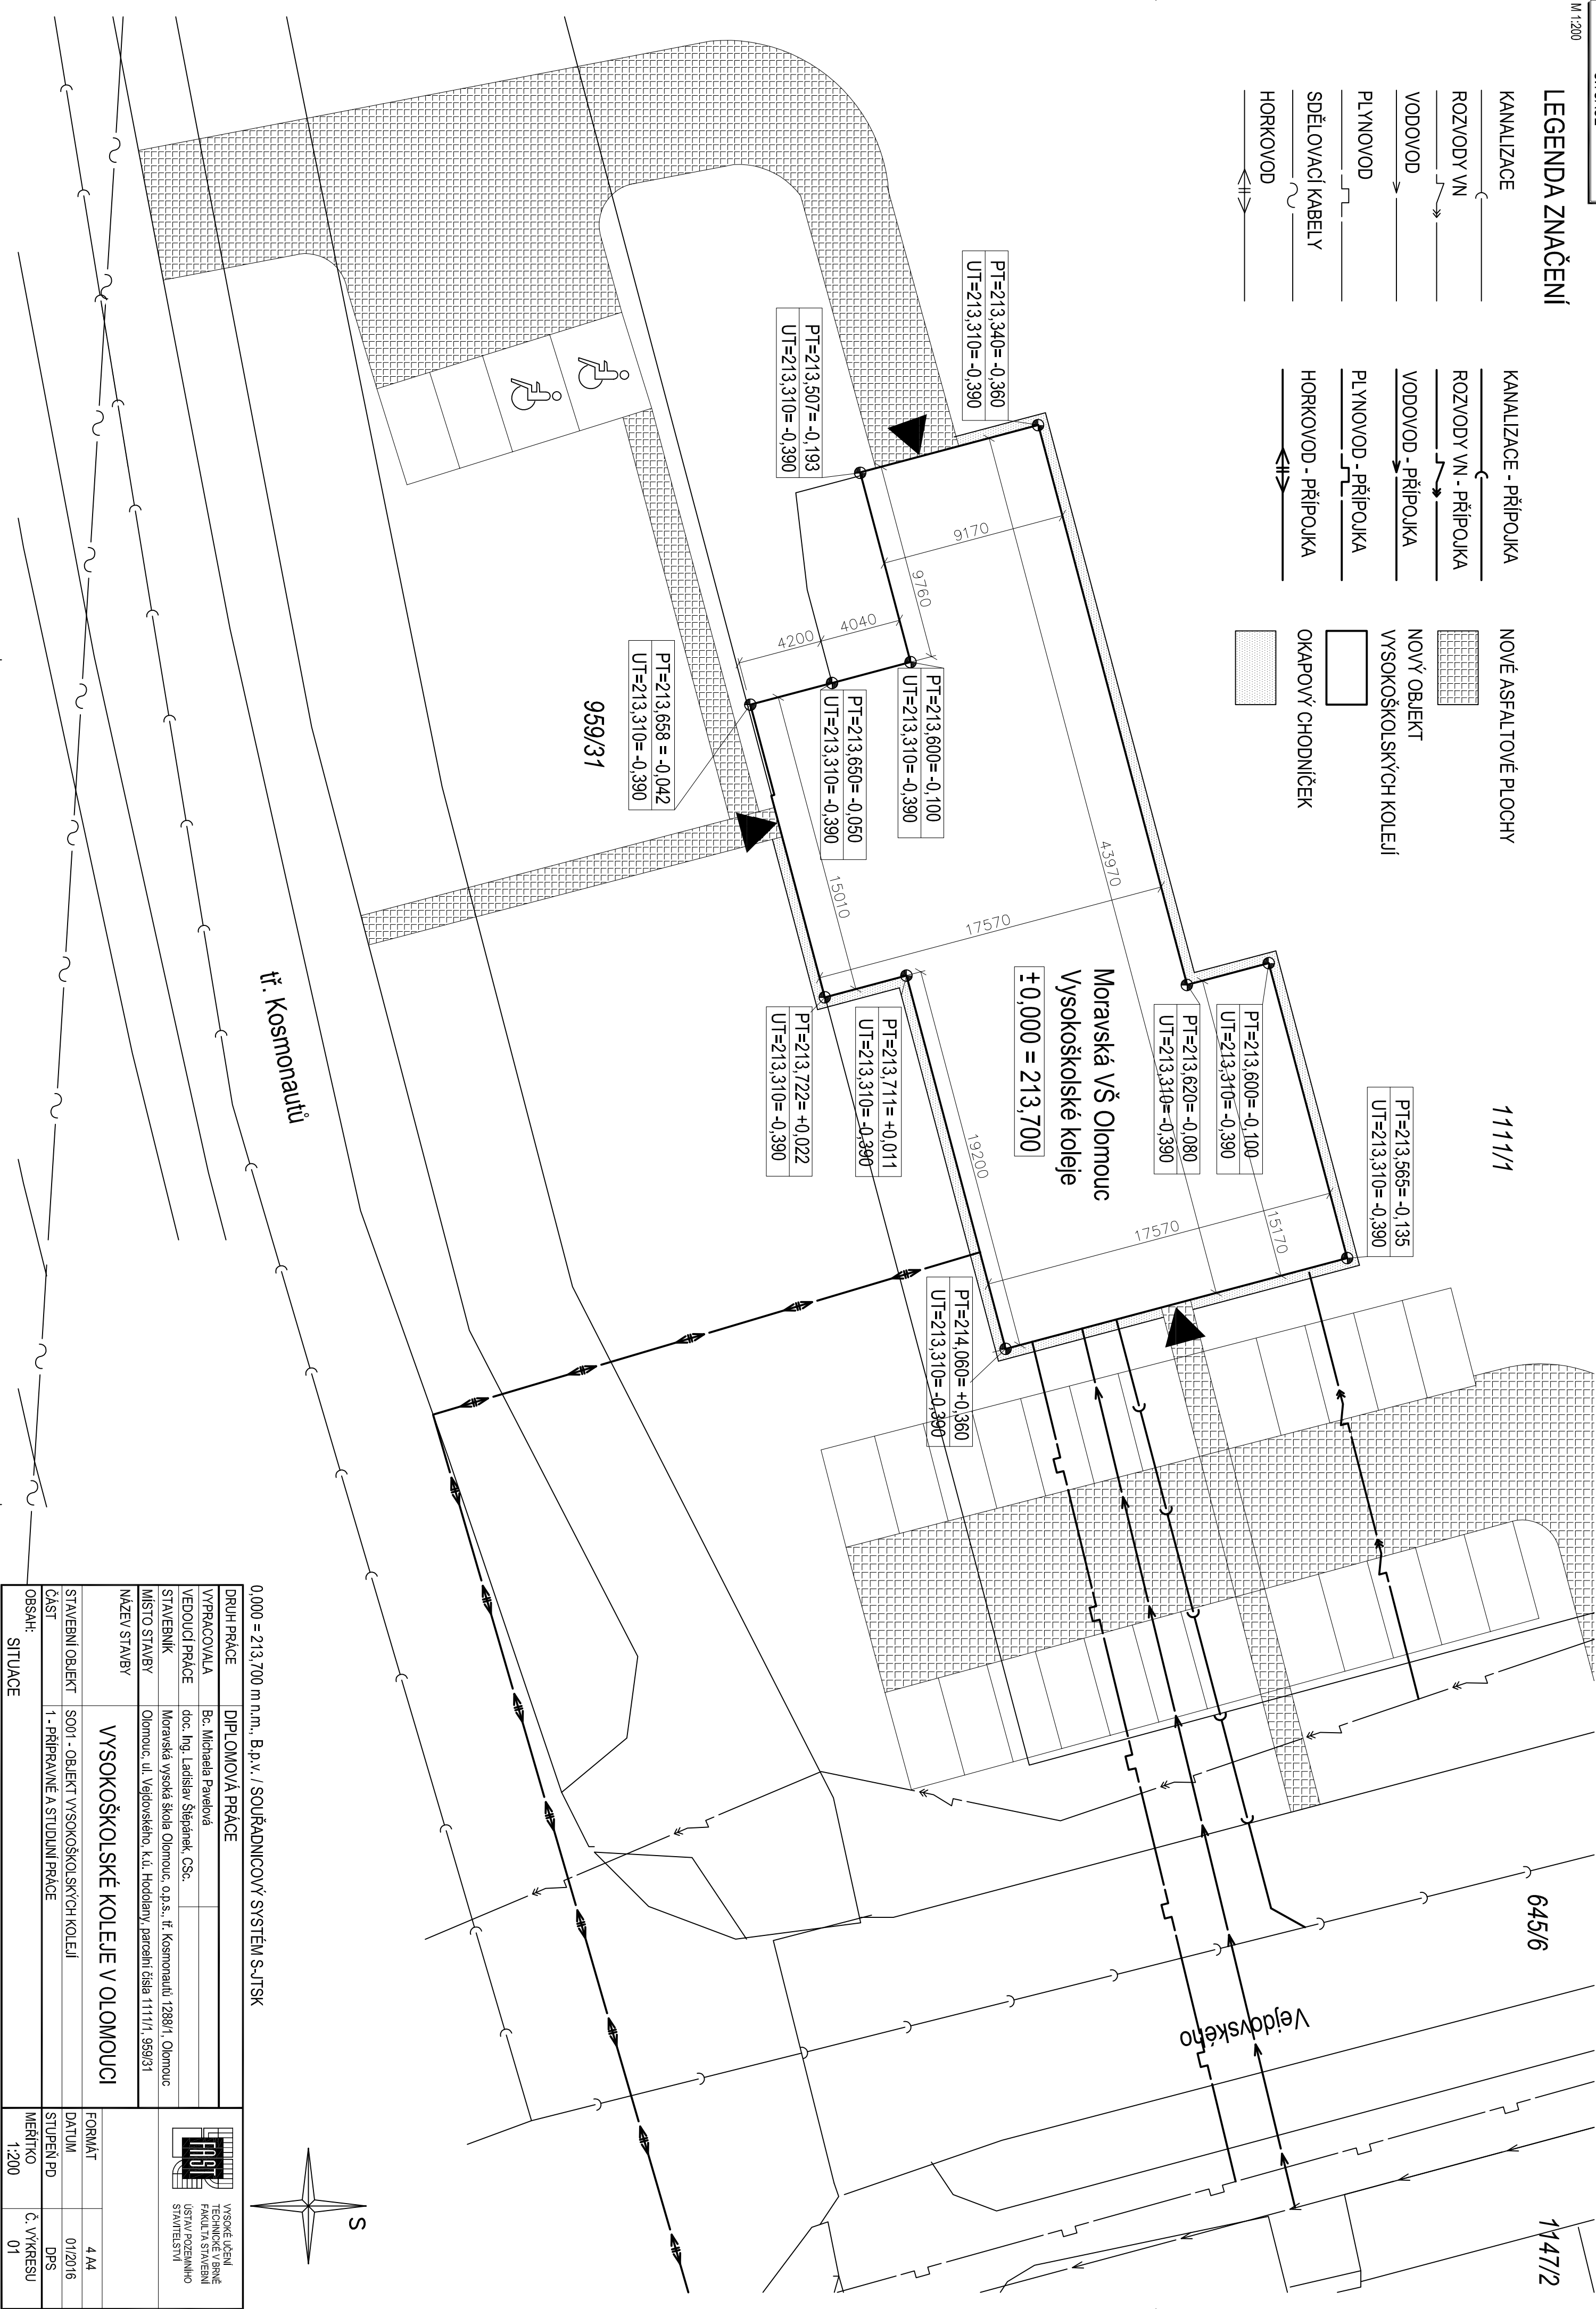 M 1:200
LEGENDA ZNAČENÍ
KANALIZACE
ROZVODY VN
VODOVOD
PLYNOVOD
SDĚLOVACÍ KABELY
HORKOVOD
KANALIZACE - PŘÍPOJKA
ROZVODY VN - PŘÍPOJKA
VODOVOD - PŘÍPOJKA
PLYNOVOD - PŘÍPOJKA
HORKOVOD - PŘÍPOJKA
NOVÉ ASFALTOVÉ PLOCHY
NOVÝ OBJEKT
VYSOKOŠKOLSKÝCH KOLEJÍ
OKAPOVÝ CHODNÍČEK
1111/1
645/6
1147/2
PT=213,340= -0,360
UT=213,310= -0,390
PT=213,507= -0,193
UT=213,310= -0,390
PT=213,600= -0,100
UT=213,310= -0,390
PT=213,650= -0,050
UT=213,310= -0,390
PT=213,658 = -0,042
UT=213,310= -0,390
PT=213,565= -0,135
UT=213,310= -0,390
PT=213,600= -0,100
UT=213,310= -0,390
PT=213,620= -0,080
UT=213,310= -0,390
PT=213,711= +0,011
UT=213,310= -0,390
PT=213,722= +0,022
UT=213,310= -0,390
PT=214,060= +0,360
UT=213,310= -0,390
9170
9760
4040
4200
43970
15010
17570
19200
17570
15170
Moravská VŠ Olomouc
Vysokoškolské koleje
±0,000 = 213,700
959/31
tř. Kosmonautů
Vejdovského
S
0,000 = 213,700 m n.m., B.p.v. / SOUŘADNICOVÝ SYSTÉM S-JTSK
DRUH PRÁCE DIPLOMOVÁ PRÁCE
VYPRACOVALA Bc. Michaela Pavelová
VEDOUCÍ PRÁCE doc. Ing. Ladislav Štěpánek, CSc.
STAVEBNÍK Moravská vysoká škola Olomouc, o.p.s., tř. Kosmonautů 1288/1, Olomouc
MÍSTO STAVBY Olomouc, ul. Vejdovského, k.ú. Hodolany, parcelní čísla 1111/1, 959/31
NÁZEV STAVBY
VYSOKOŠKOLSKÉ KOLEJE V OLOMOUCI
STAVEBNÍ OBJEKT SO01 - OBJEKT VYSOKOŠKOLSKÝCH KOLEJÍ
ČÁST 1 - PŘÍPRAVNÉ A STUDIJNÍ PRÁCE
OBSAH:
SITUACE
FAST
VYSOKÉ UČENÍ
TECHNICKÉ V BRNĚ
FAKULTA STAVEBNÍ
ÚSTAV POZEMNÍHO
STAVITELSTVÍ
FORMÁT 4 A4
DATUM 01/2016
STUPEŇ PD DPS
MĚŘÍTKO Č. VÝKRESU
1:200 01